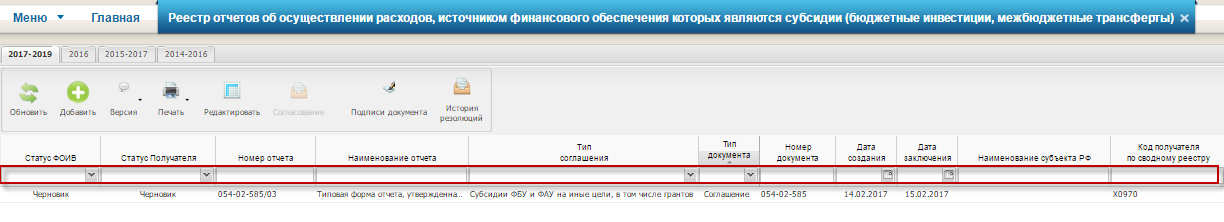 Меню Главная Реестр отчетов об осуществлении расходов, источником финансового обеспечения которых являются субсидии (бюджетные инвестиции, межбюджетные трансферты) ×
2017-2019 2016 2015-2017 2014-2016
Обновить Добавить Версия Печать Редактировать Согласование Подписи документа История
резолюций
Статус ФОИВ Статус Получателя Номер отчета Наименование отчета Тип
соглашения Тип
документа Номер
документа Дата
создания Дата
заключения Наименование субъекта РФ Код получателя
по сводному реестру
Черновик Черновик 054-02-585/03 Типовая форма отчета, утвержденна... Субсидии ФБУ и ФАУ на иные цели, в том числе грантов Соглашение 054-02-585 14.02.2017 15.02.2017 X0970